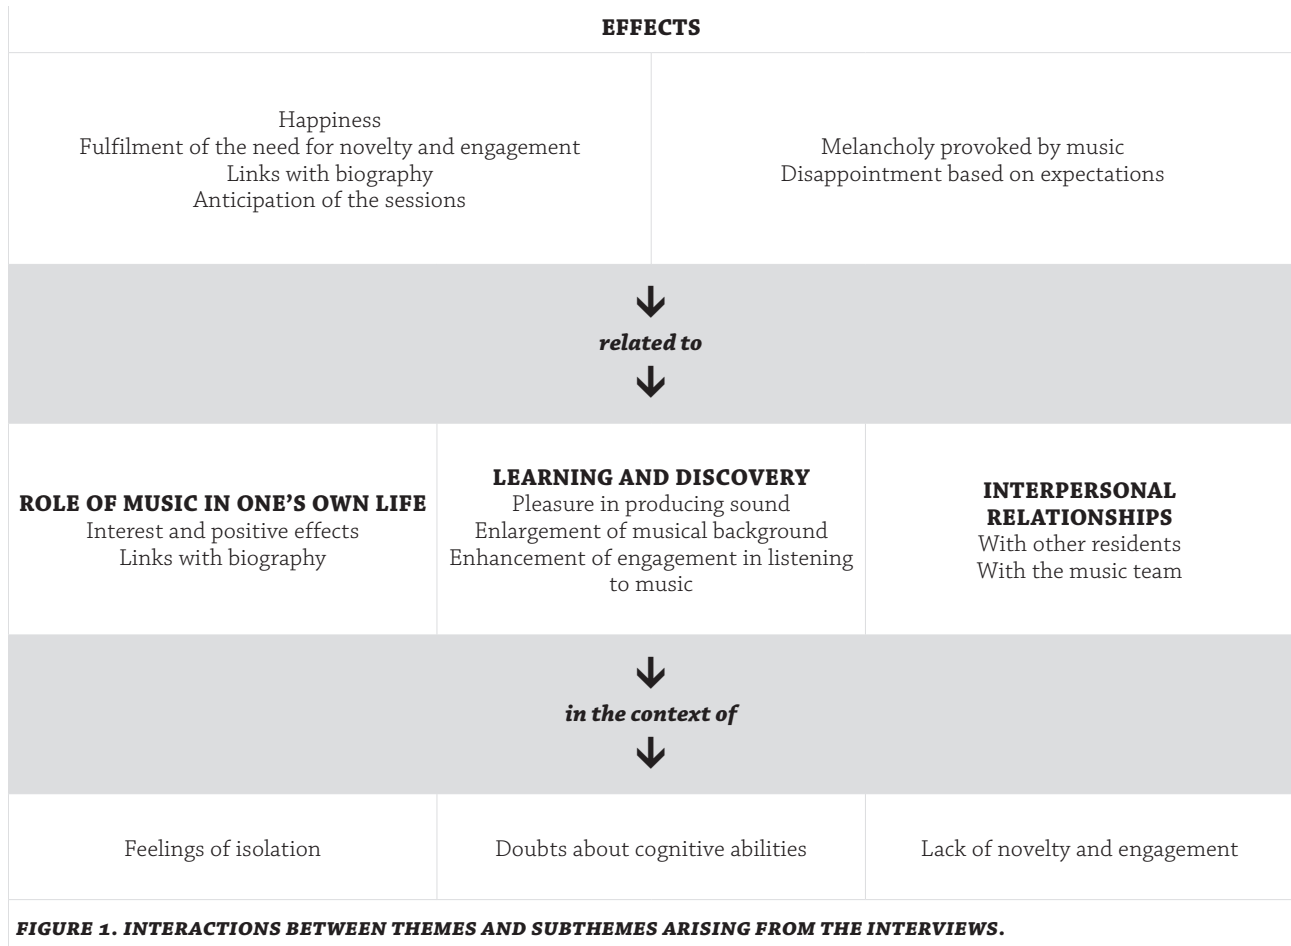 EFFECTS
Happiness
Fulfilment of the need for novelty and engagement
Links with biography
Anticipation of the sessions
Melancholy provoked by music
Disappointment based on expectations
related to
ROLE OF MUSIC IN ONE’S OWN LIFE
Interest and positive effects
Links with biography
LEARNING AND DISCOVERY
Pleasure in producing sound
Enlargement of musical background
Enhancement of engagement in listening
to music
INTERPERSONAL
RELATIONSHIPS
With other residents
With the music team
in the context of
Feelings of isolation
Doubts about cognitive abilities
Lack of novelty and engagement
FIGURE 1. INTERACTIONS BETWEEN THEMES AND SUBTHEMES ARISING FROM THE INTERVIEWS.